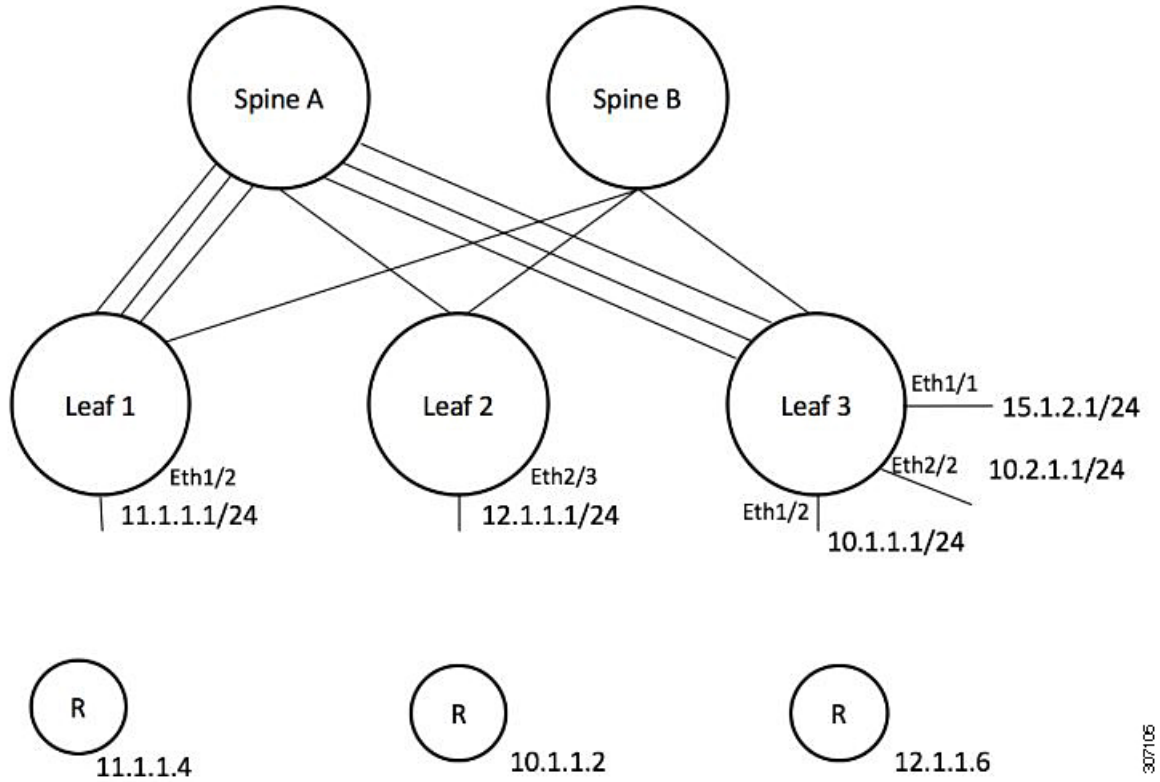 Spine A
Spine B
Leaf 1
Leaf 2
Leaf 3
Eth1/1
15.1.2.1/24
Eth2/2
10.2.1.1/24
Eth1/2
11.1.1.1/24
Eth2/3
12.1.1.1/24
Eth1/2
10.1.1.1/24
R
11.1.1.4
R
10.1.1.2
R
12.1.1.6
307106